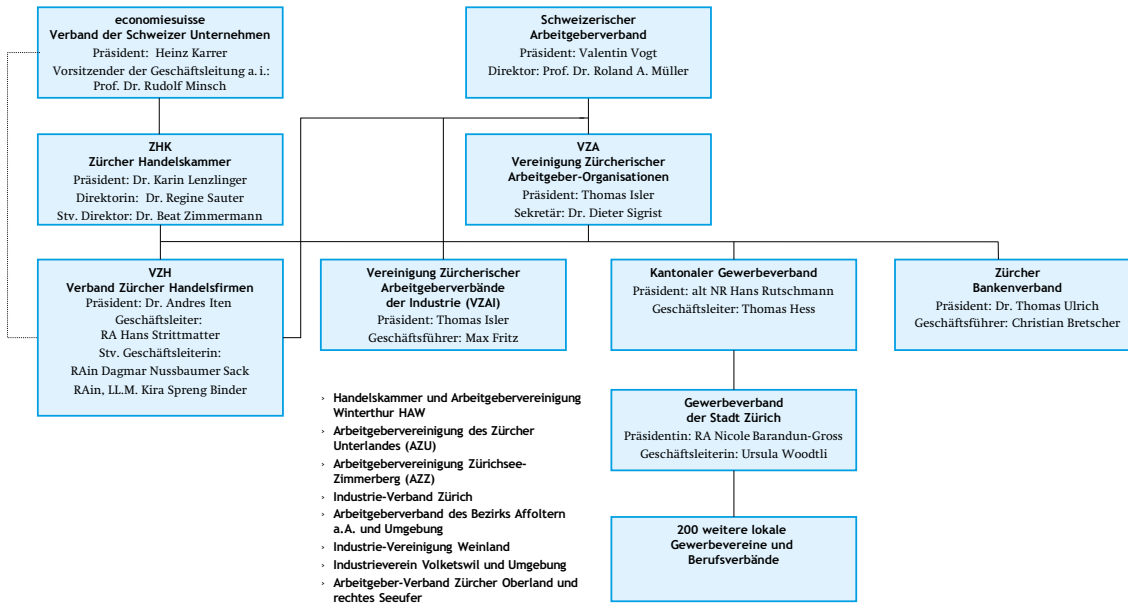 economiesuisse
Verband der Schweizer Unternehmen
Präsident: Heinz Karrer
Vorsitzender der Geschäftsleitung a. i.:
Prof. Dr. Rudolf Minsch
Schweizerischer
Arbeitgeberverband
Präsident: Valentin Vogt
Direktor: Prof. Dr. Roland A. Müller
ZHK
Zürcher Handelskammer
Präsident: Dr. Karin Lenzlinger
Direktorin: Dr. Regine Sauter
Stv. Direktor: Dr. Beat Zimmermann
VZA
Vereinigung Zürcherischer
Arbeitgeber-Organisationen
Präsident: Thomas Isler
Sekretär: Dr. Dieter Sigrist
VZH
Verband Zürcher Handelsfirmen
Präsident: Dr. Andres Iten
Geschäftsleiter:
RA Hans Strittmatter
Stv. Geschäftsleiterin:
RAin Dagmar Nussbaumer Sack
RAin, LL.M. Kira Spreng Binder
Vereinigung Zürcherischer
Arbeitgeberverbände
der Industrie (VZAI)
Präsident: Thomas Isler
Geschäftsführer: Max Fritz
Kantonaler Gewerbeverband
Präsident: alt NR Hans Rutschmann
Geschäftsleiter: Thomas Hess
Zürcher
Bankenverband
Präsident: Dr. Thomas Ulrich
Geschäftsführer: Christian Bretscher
› Handelskammer und Arbeitgebervereinigung
Winterthur HAW
› Arbeitgebervereinigung des Zürcher
Unterlandes (AZU)
› Arbeitgebervereinigung Zürichsee-
Zimmerberg (AZZ)
› Industrie-Verband Zürich
› Arbeitgeberverband des Bezirks Affoltern
a.A. und Umgebung
› Industrie-Vereinigung Weinland
› Industrieverein Volketswil und Umgebung
› Arbeitgeber-Verband Zürcher Oberland und
rechtes Seeufer
Gewerbeverband
der Stadt Zürich
Präsidentin: RA Nicole Barandun-Gross
Geschäftsleiterin: Ursula Woodtli
200 weitere lokale
Gewerbevereine und
Berufsverbände